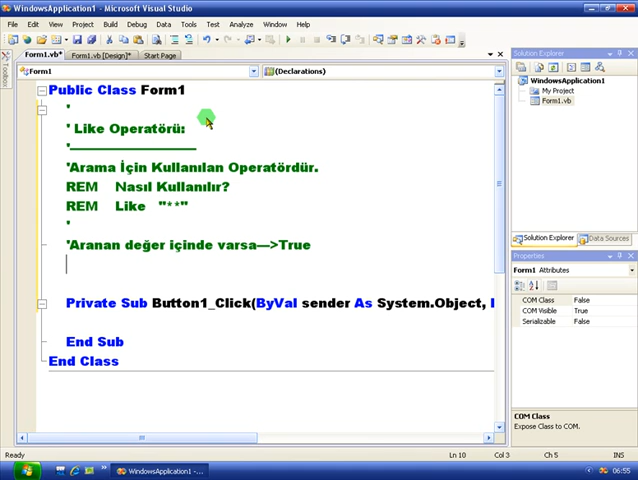 WindowsApplication1 - Microsoft Visual Studio
File Edit View Project Build Debug Data Tools Test Analyze Window Help
Form1.vb* Form1.vb [Design]* Start Page
Toolbox
Form1 (Declarations)
Public Class Form1
'
' Like Operatörü:
'_______________
'Arama İçin Kullanılan Operatördür.
REM Nasıl Kullanılır?
REM Like "**"
'
'Aranan değer içinde varsa--->True
Private Sub Button1_Click(ByVal sender As System.Object,
End Sub
End Class
Solution Explorer
WindowsApplication1
My Project
Form1.vb
Solution Explorer Data Sources
Properties
Form1 Attributes
COM Class False
COM Visible True
Serializable False
COM Class
Expose Class to COM.
Ready Ln 10 Col 3 Ch 5 INS
WindowsApplication1 -... 06:55